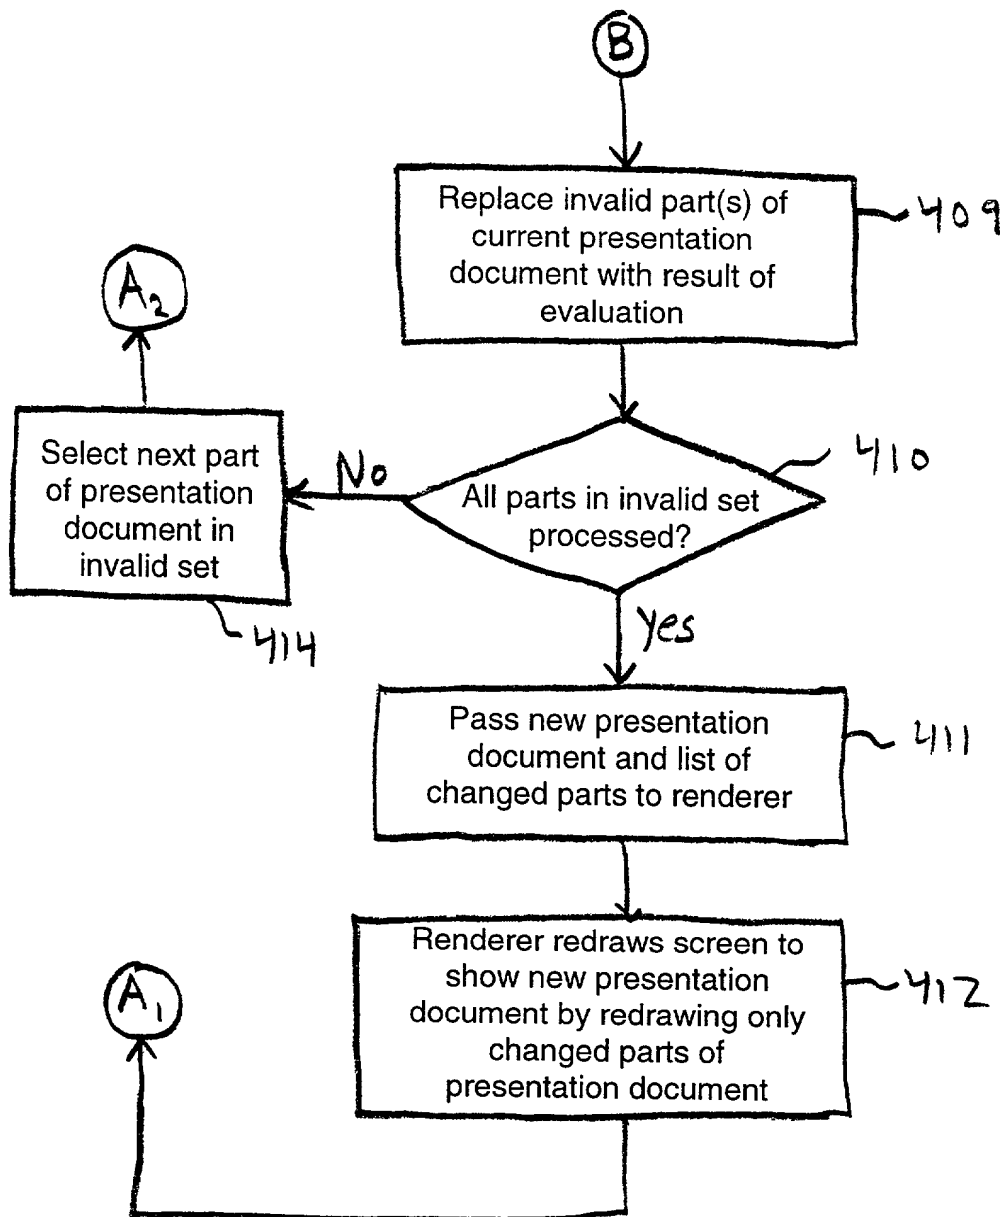 B
Replace invalid part(s) of
current presentation
document with result of
evaluation
409
A2
Select next part
of presentation
document in
invalid set
414
No
All parts in invalid set
processed?
410
Yes
Pass new presentation
document and list of
changed parts to renderer
411
Renderer redraws screen to
show new presentation
document by redrawing only
changed parts of
presentation document
412
A1